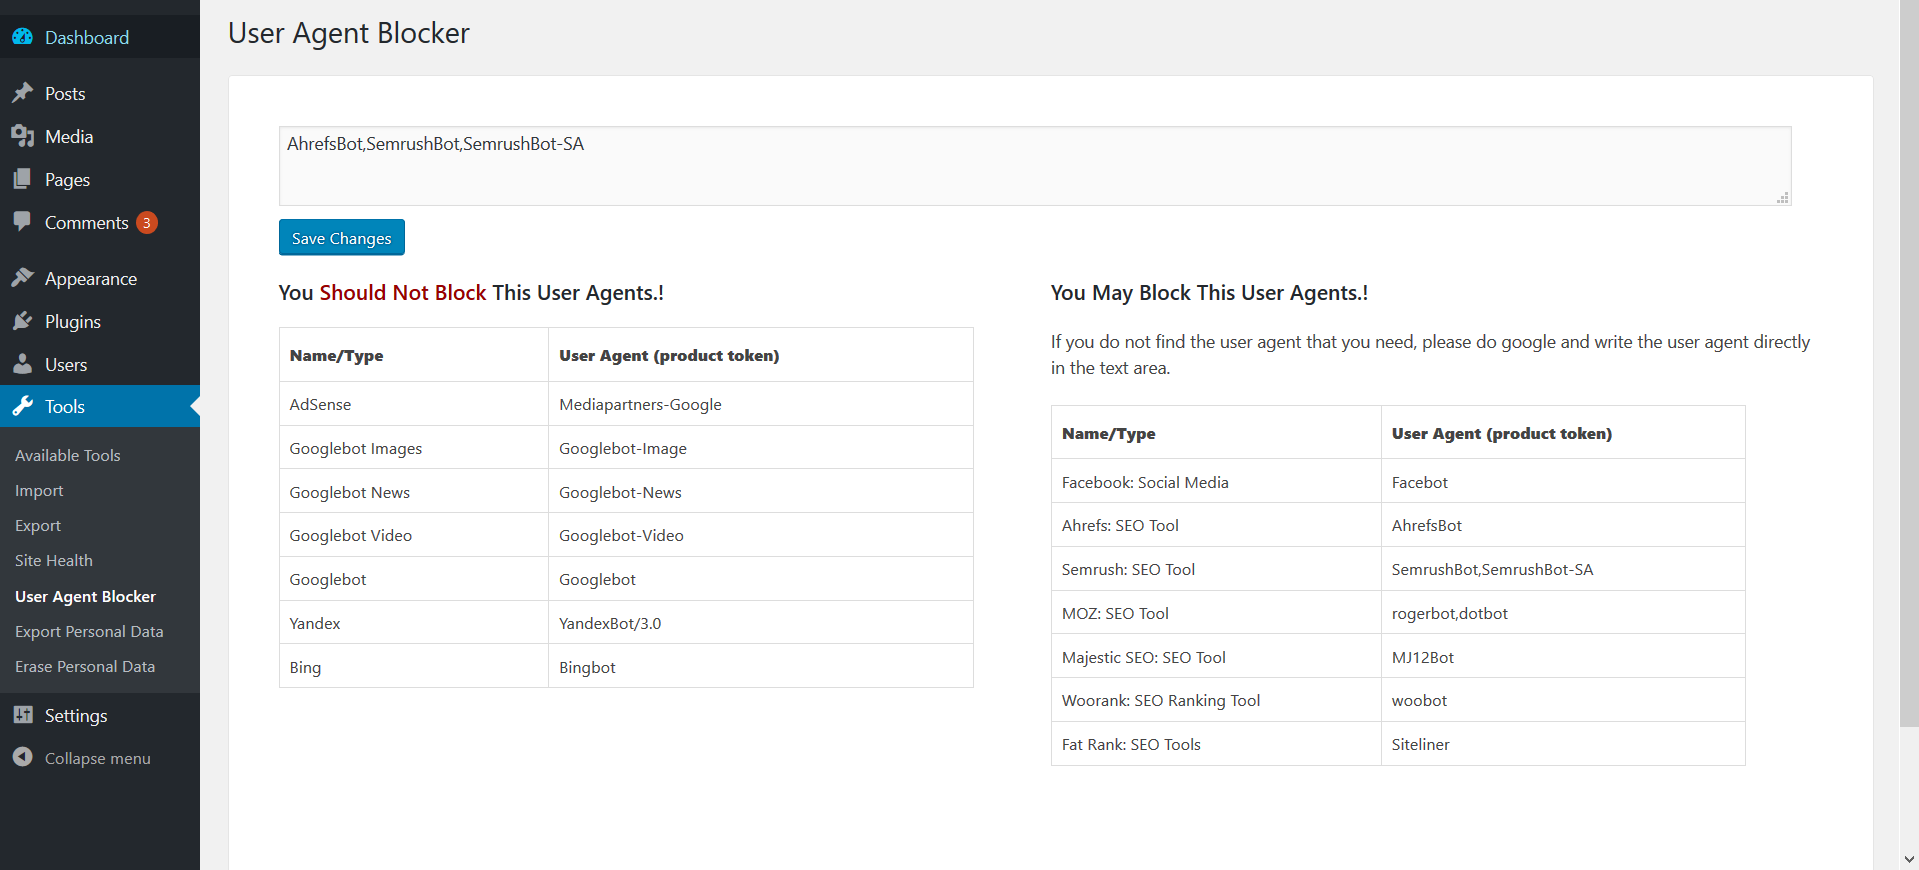 Dashboard
Posts
Media
Pages
Comments 3
Appearance
Plugins
Users
Tools
Available Tools
Import
Export
Site Health
User Agent Blocker
Export Personal Data
Erase Personal Data
Settings
Collapse menu
User Agent Blocker
AhrefsBot,SemrushBot,SemrushBot-SA
Save Changes
You Should Not Block This User Agents.!
Name/Type User Agent (product token)
AdSense Mediapartners-Google
Googlebot Images Googlebot-Image
Googlebot News Googlebot-News
Googlebot Video Googlebot-Video
Googlebot Googlebot
Yandex YandexBot/3.0
Bing Bingbot
You May Block This User Agents.!
If you do not find the user agent that you need, please do google and write the user agent directly
in the text area.
Name/Type User Agent (product token)
Facebook: Social Media Facebot
Ahrefs: SEO Tool AhrefsBot
Semrush: SEO Tool SemrushBot,SemrushBot-SA
MOZ: SEO Tool rogerbot,dotbot
Majestic SEO: SEO Tool MJ12Bot
Woorank: SEO Ranking Tool woobot
Fat Rank: SEO Tools Siteliner